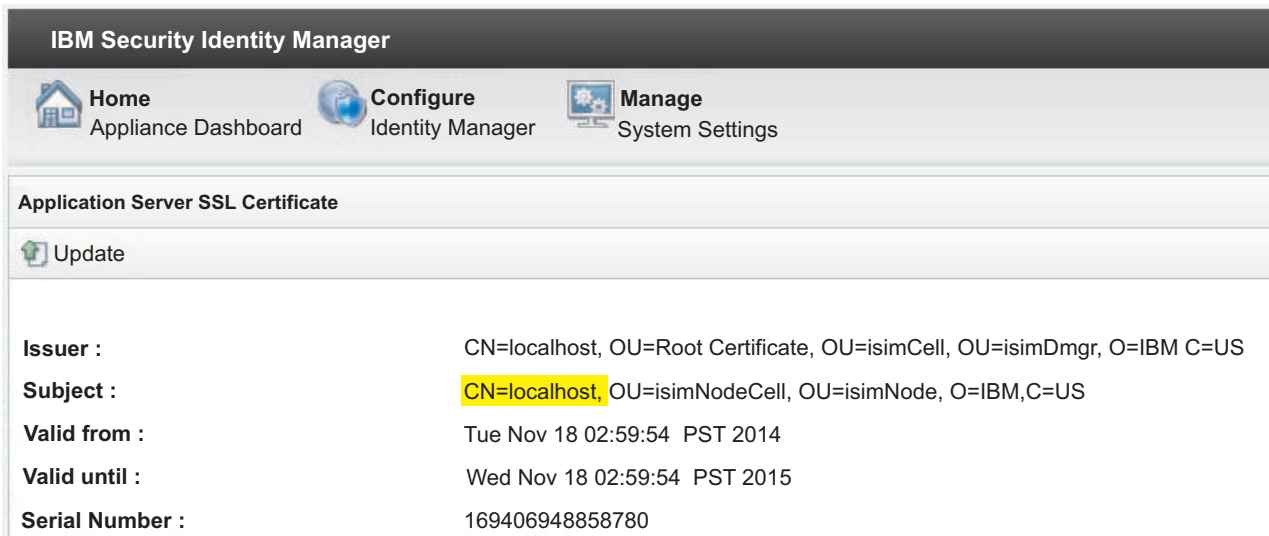 IBM Security Identity Manager
Home Configure Manage
Appliance Dashboard Identity Manager System Settings
Application Server SSL Certificate
Update
Issuer : CN=localhost, OU=Root Certificate, OU=isimCell, OU=isimDmgr, O=IBM C=US
Subject : CN=localhost, OU=isimNodeCell, OU=isimNode, O=IBM,C=US
Valid from : Tue Nov 18 02:59:54 PST 2014
Valid until : Wed Nov 18 02:59:54 PST 2015
Serial Number : 169406948858780